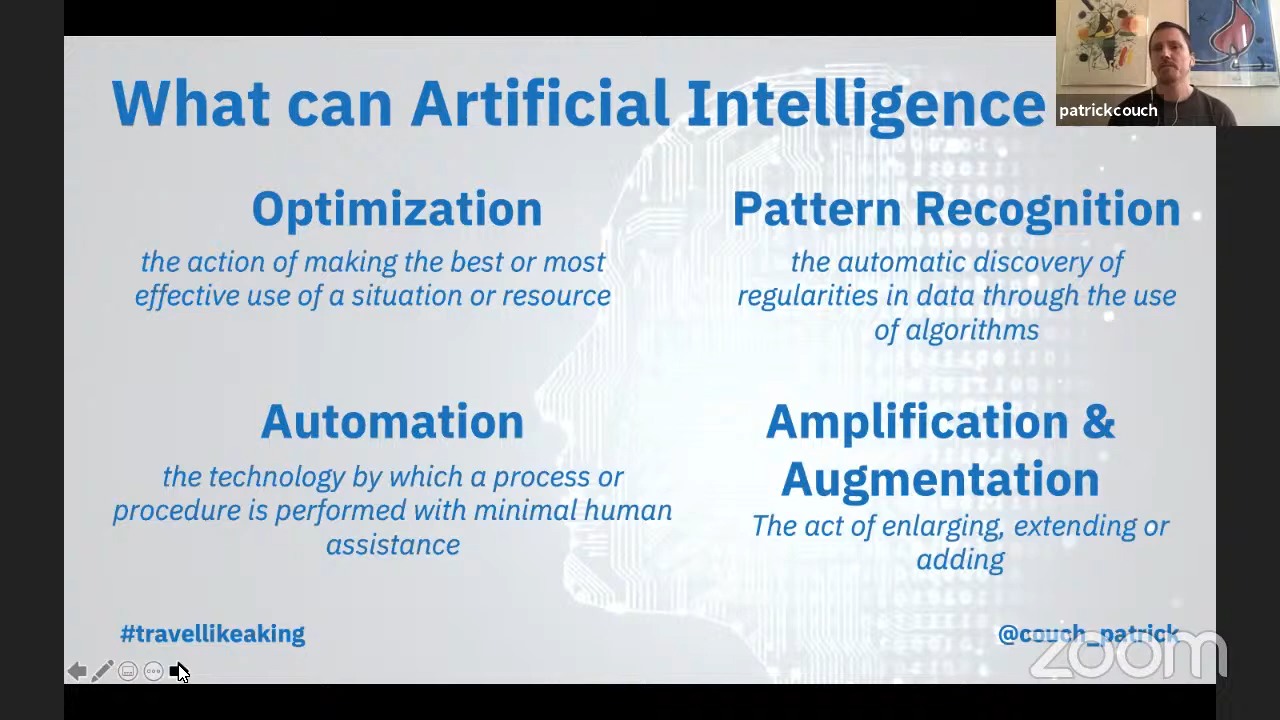 What can Artificial Intelligence
patrickcouch
Optimization
the action of making the best or most
effective use of a situation or resource
Pattern Recognition
the automatic discovery of
regularities in data through the use
of algorithms
Automation
the technology by which a process or
procedure is performed with minimal human
assistance
Amplification &
Augmentation
The act of enlarging, extending or
adding
#travellikeaking
@couch_patrick
zoom